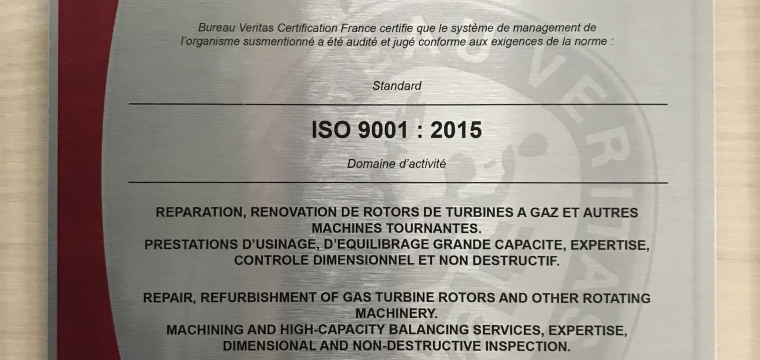 Bureau Veritas Certification France certifie que le système de management de
l'organisme susmentionné a été audité et jugé conforme aux exigences de la norme :
Standard
ISO 9001 : 2015
Domaine d'activité
REPARATION, RENOVATION DE ROTORS DE TURBINES A GAZ ET AUTRES
MACHINES TOURNANTES.
PRESTATIONS D'USINAGE, D'EQUILIBRAGE GRANDE CAPACITE, EXPERTISE,
CONTROLE DIMENSIONNEL ET NON DESTRUCTIF.
REPAIR, REFURBISHMENT OF GAS TURBINE ROTORS AND OTHER ROTATING
MACHINERY.
MACHINING AND HIGH-CAPACITY BALANCING SERVICES, EXPERTISE,
DIMENSIONAL AND NON-DESTRUCTIVE INSPECTION.
VERITAS